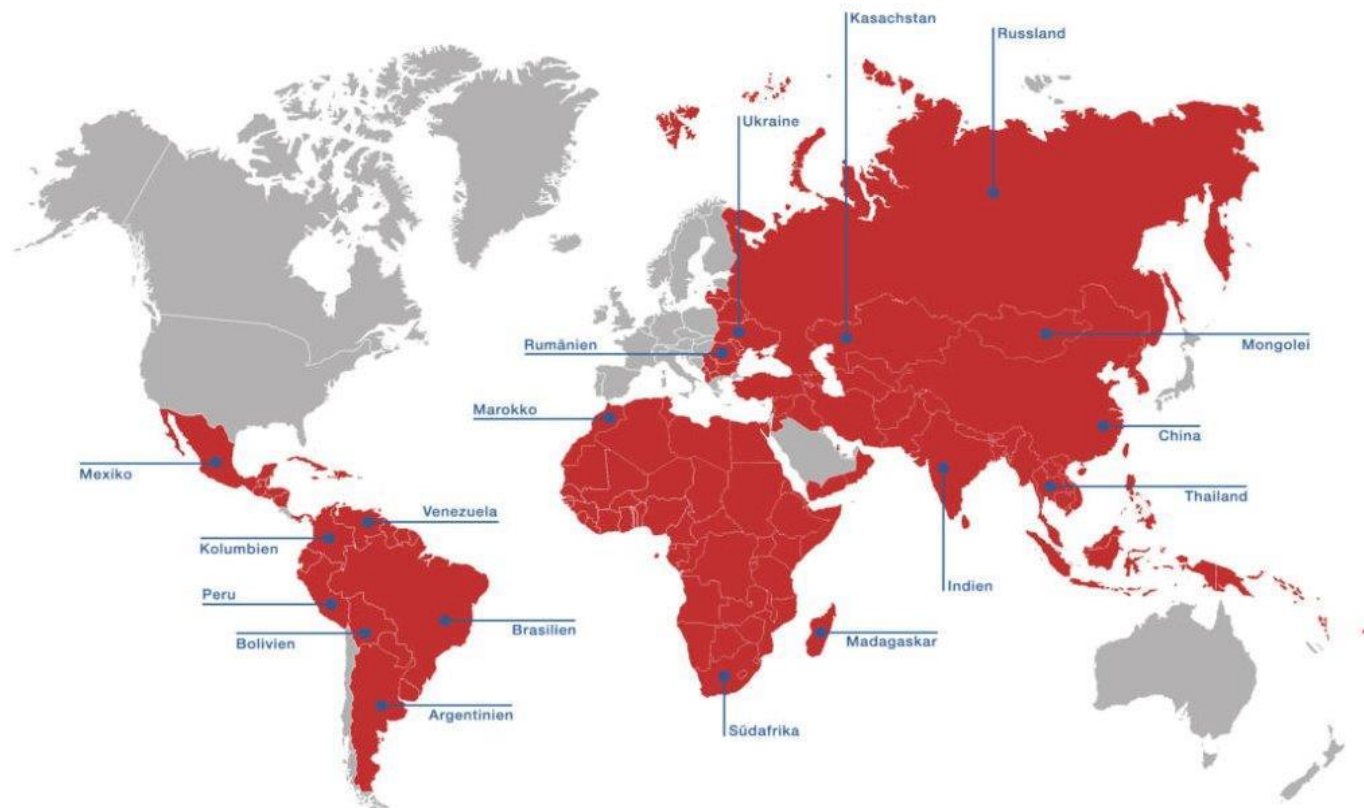 Kasachstan
Russland
Ukraine
Rumänien
Mongolei
Marokko
China
Mexiko
Thailand
Venezuela
Kolumbien
Indien
Peru
Brasilien
Bolivien
Madagaskar
Argentinien
Südafrika